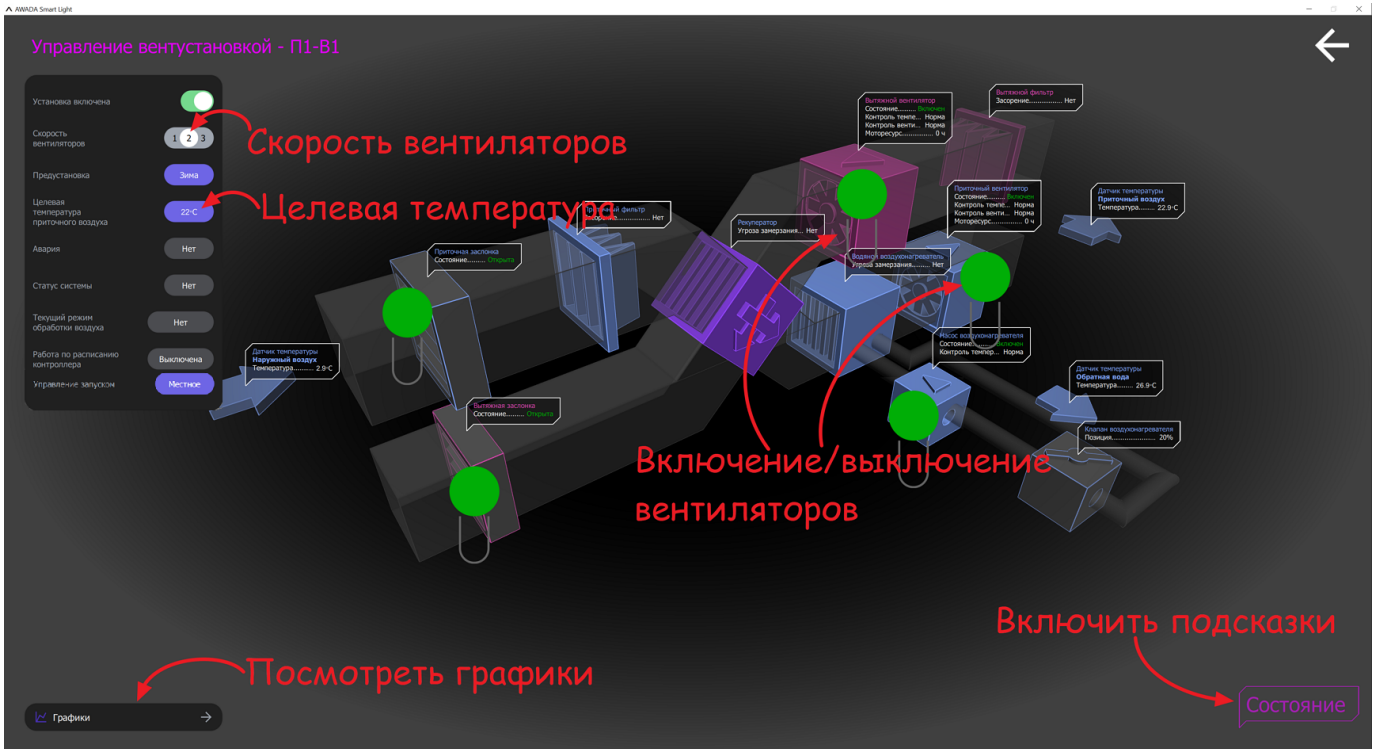 AWADA Smart Light
Управление вентустановкой - П1-В1
Установка включена
Скорость
вентиляторов
1 2 3
Предустановка
Зима
Целевая
температура
приточного воздуха
22°C
Авария
Нет
Статус системы
Нет
Текущий режим
обработки воздуха
Нет
Работа по расписанию
контроллера
Выключена
Управление запуском
Местное
Скорость вентиляторов
Целевая температура
Вытяжной вентилятор
Состояние......... Включен
Контроль темпе... Норма
Контроль венти... Норма
Моторесурс................ 0 ч
Вытяжной фильтр
Засорение................ Нет
Приточный вентилятор
Состояние......... Включен
Контроль темпе... Норма
Контроль венти... Норма
Моторесурс................ 0 ч
Датчик температуры
Приточный воздух
Температура........ 22.9°C
Приточный фильтр
Засорение................ Нет
Рекуператор
Угроза замерзания... Нет
Водяной воздухонагреватель
Угроза замерзания........ Нет
Приточная заслонка
Состояние......... Открыта
Датчик температуры
Наружный воздух
Температура.......... 2.9°C
Насос воздухонагревателя
Состояние......... Включен
Контроль темпер... Норма
Датчик температуры
Обратная вода
Температура........ 26.9°C
Вытяжная заслонка
Состояние......... Открыта
Клапан воздухонагревателя
Позиция...................... 20%
Включение/выключение
вентиляторов
Включить подсказки
Посмотреть графики
Графики
Состояние